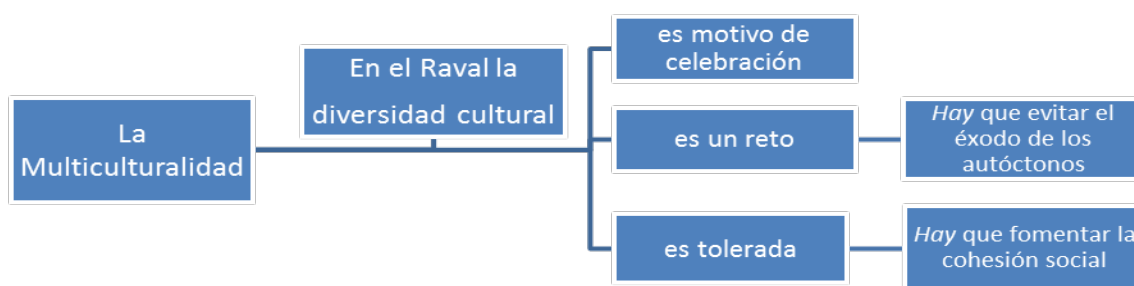 La
Multiculturalidad
En el Raval la
diversidad cultural
es motivo de
celebración
es un reto
Hay que evitar el
éxodo de los
autóctonos
es tolerada
Hay que fomentar la
cohesión social